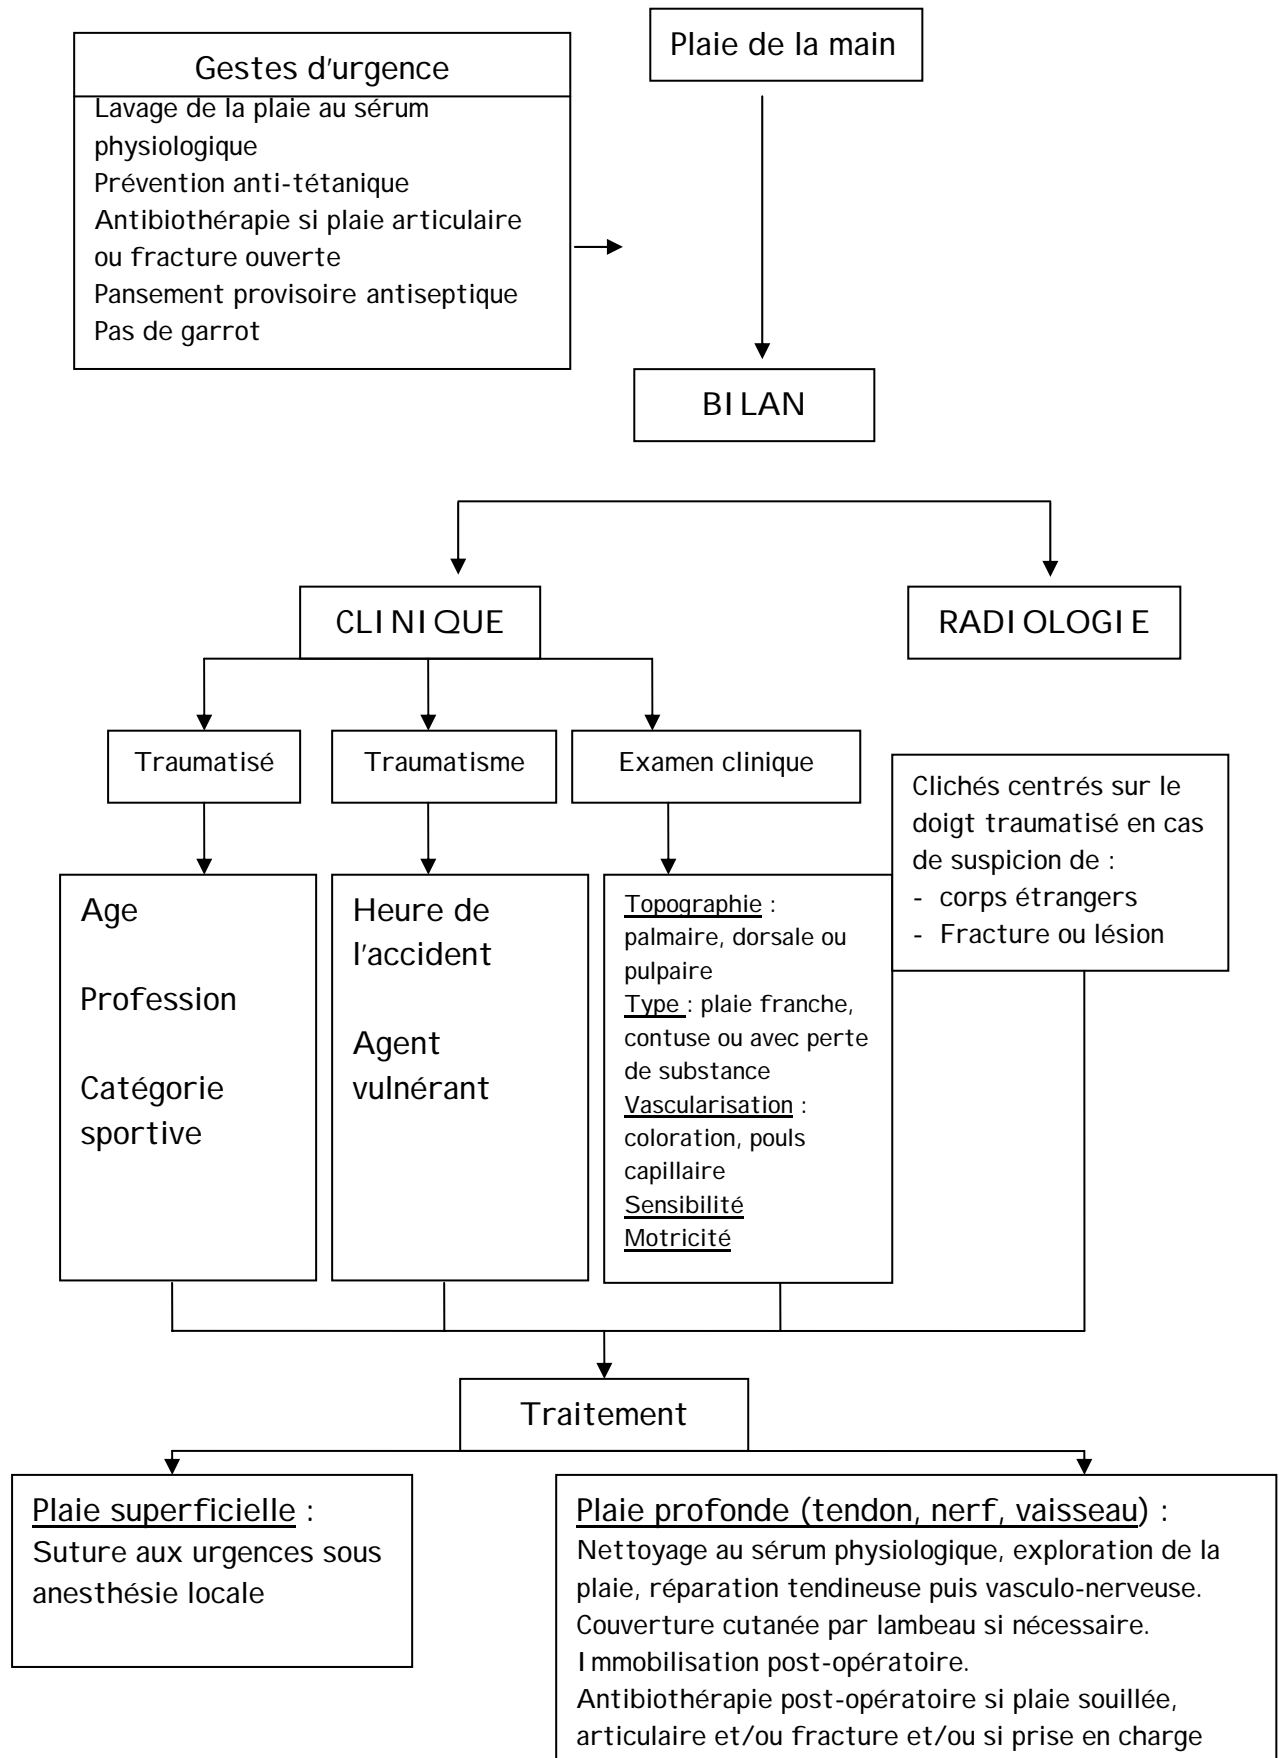 Plaie de la main
Gestes d'urgence
Lavage de la plaie au sérum
physiologique
Prévention anti-tétanique
Antibiothérapie si plaie articulaire
ou fracture ouverte
Pansement provisoire antiseptique
Pas de garrot
BILAN
CLINIQUE
RADIOLOGIE
Traumatisé
Traumatisme
Examen clinique
Clichés centrés sur le
doigt traumatisé en cas
de suspicion de :
- corps étrangers
- Fracture ou lésion
Age
Profession
Catégorie
sportive
Heure de
l'accident
Agent
vulnérant
Topographie :
palmaire, dorsale ou
pulpaire
Type : plaie franche,
contuse ou avec perte
de substance
Vascularisation :
coloration, pouls
capillaire
Sensibilité
Motricité
Traitement
Plaie superficielle :
Suture aux urgences sous
anesthésie locale
Plaie profonde (tendon, nerf, vaisseau) :
Nettoyage au sérum physiologique, exploration de la
plaie, réparation tendineuse puis vasculo-nerveuse.
Couverture cutanée par lambeau si nécessaire.
Immobilisation post-opératoire.
Antibiothérapie post-opératoire si plaie souillée,
articulaire et/ou fracture et/ou si prise en charge